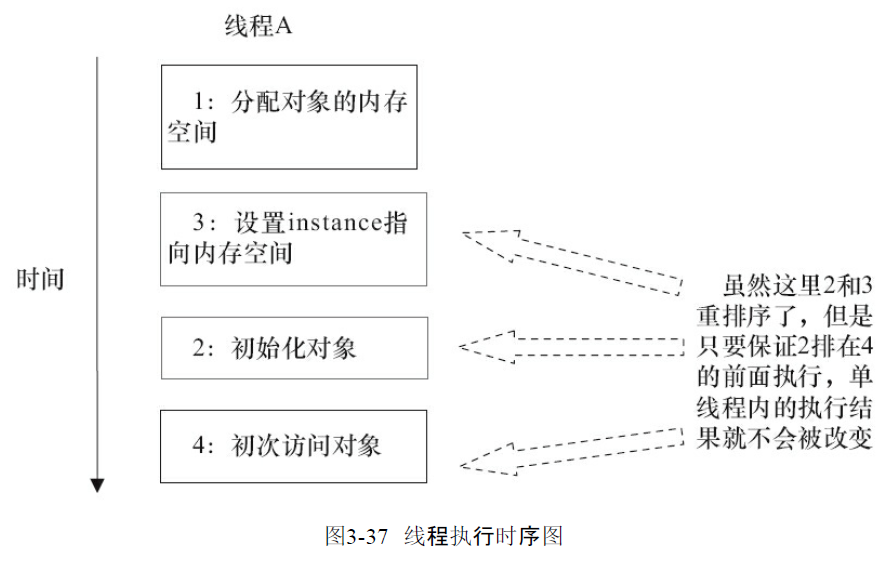 线程A
1：分配对象的内存
空间
3：设置instance指
向内存空间
时间
2：初始化对象
4：初次访问对象
虽然这里2和3
重排序了，但是
只要保证2排在4
的前面执行，单
线程内的执行结
果就不会被改变
图3-37 线程执行时序图